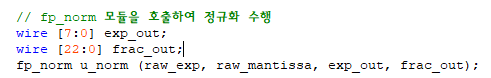 // fp_norm 모듈을 호출하여 정규화 수행
wire [7:0] exp_out;
wire [22:0] frac_out;
fp_norm u_norm (raw_exp, raw_mantissa, exp_out, frac_out);